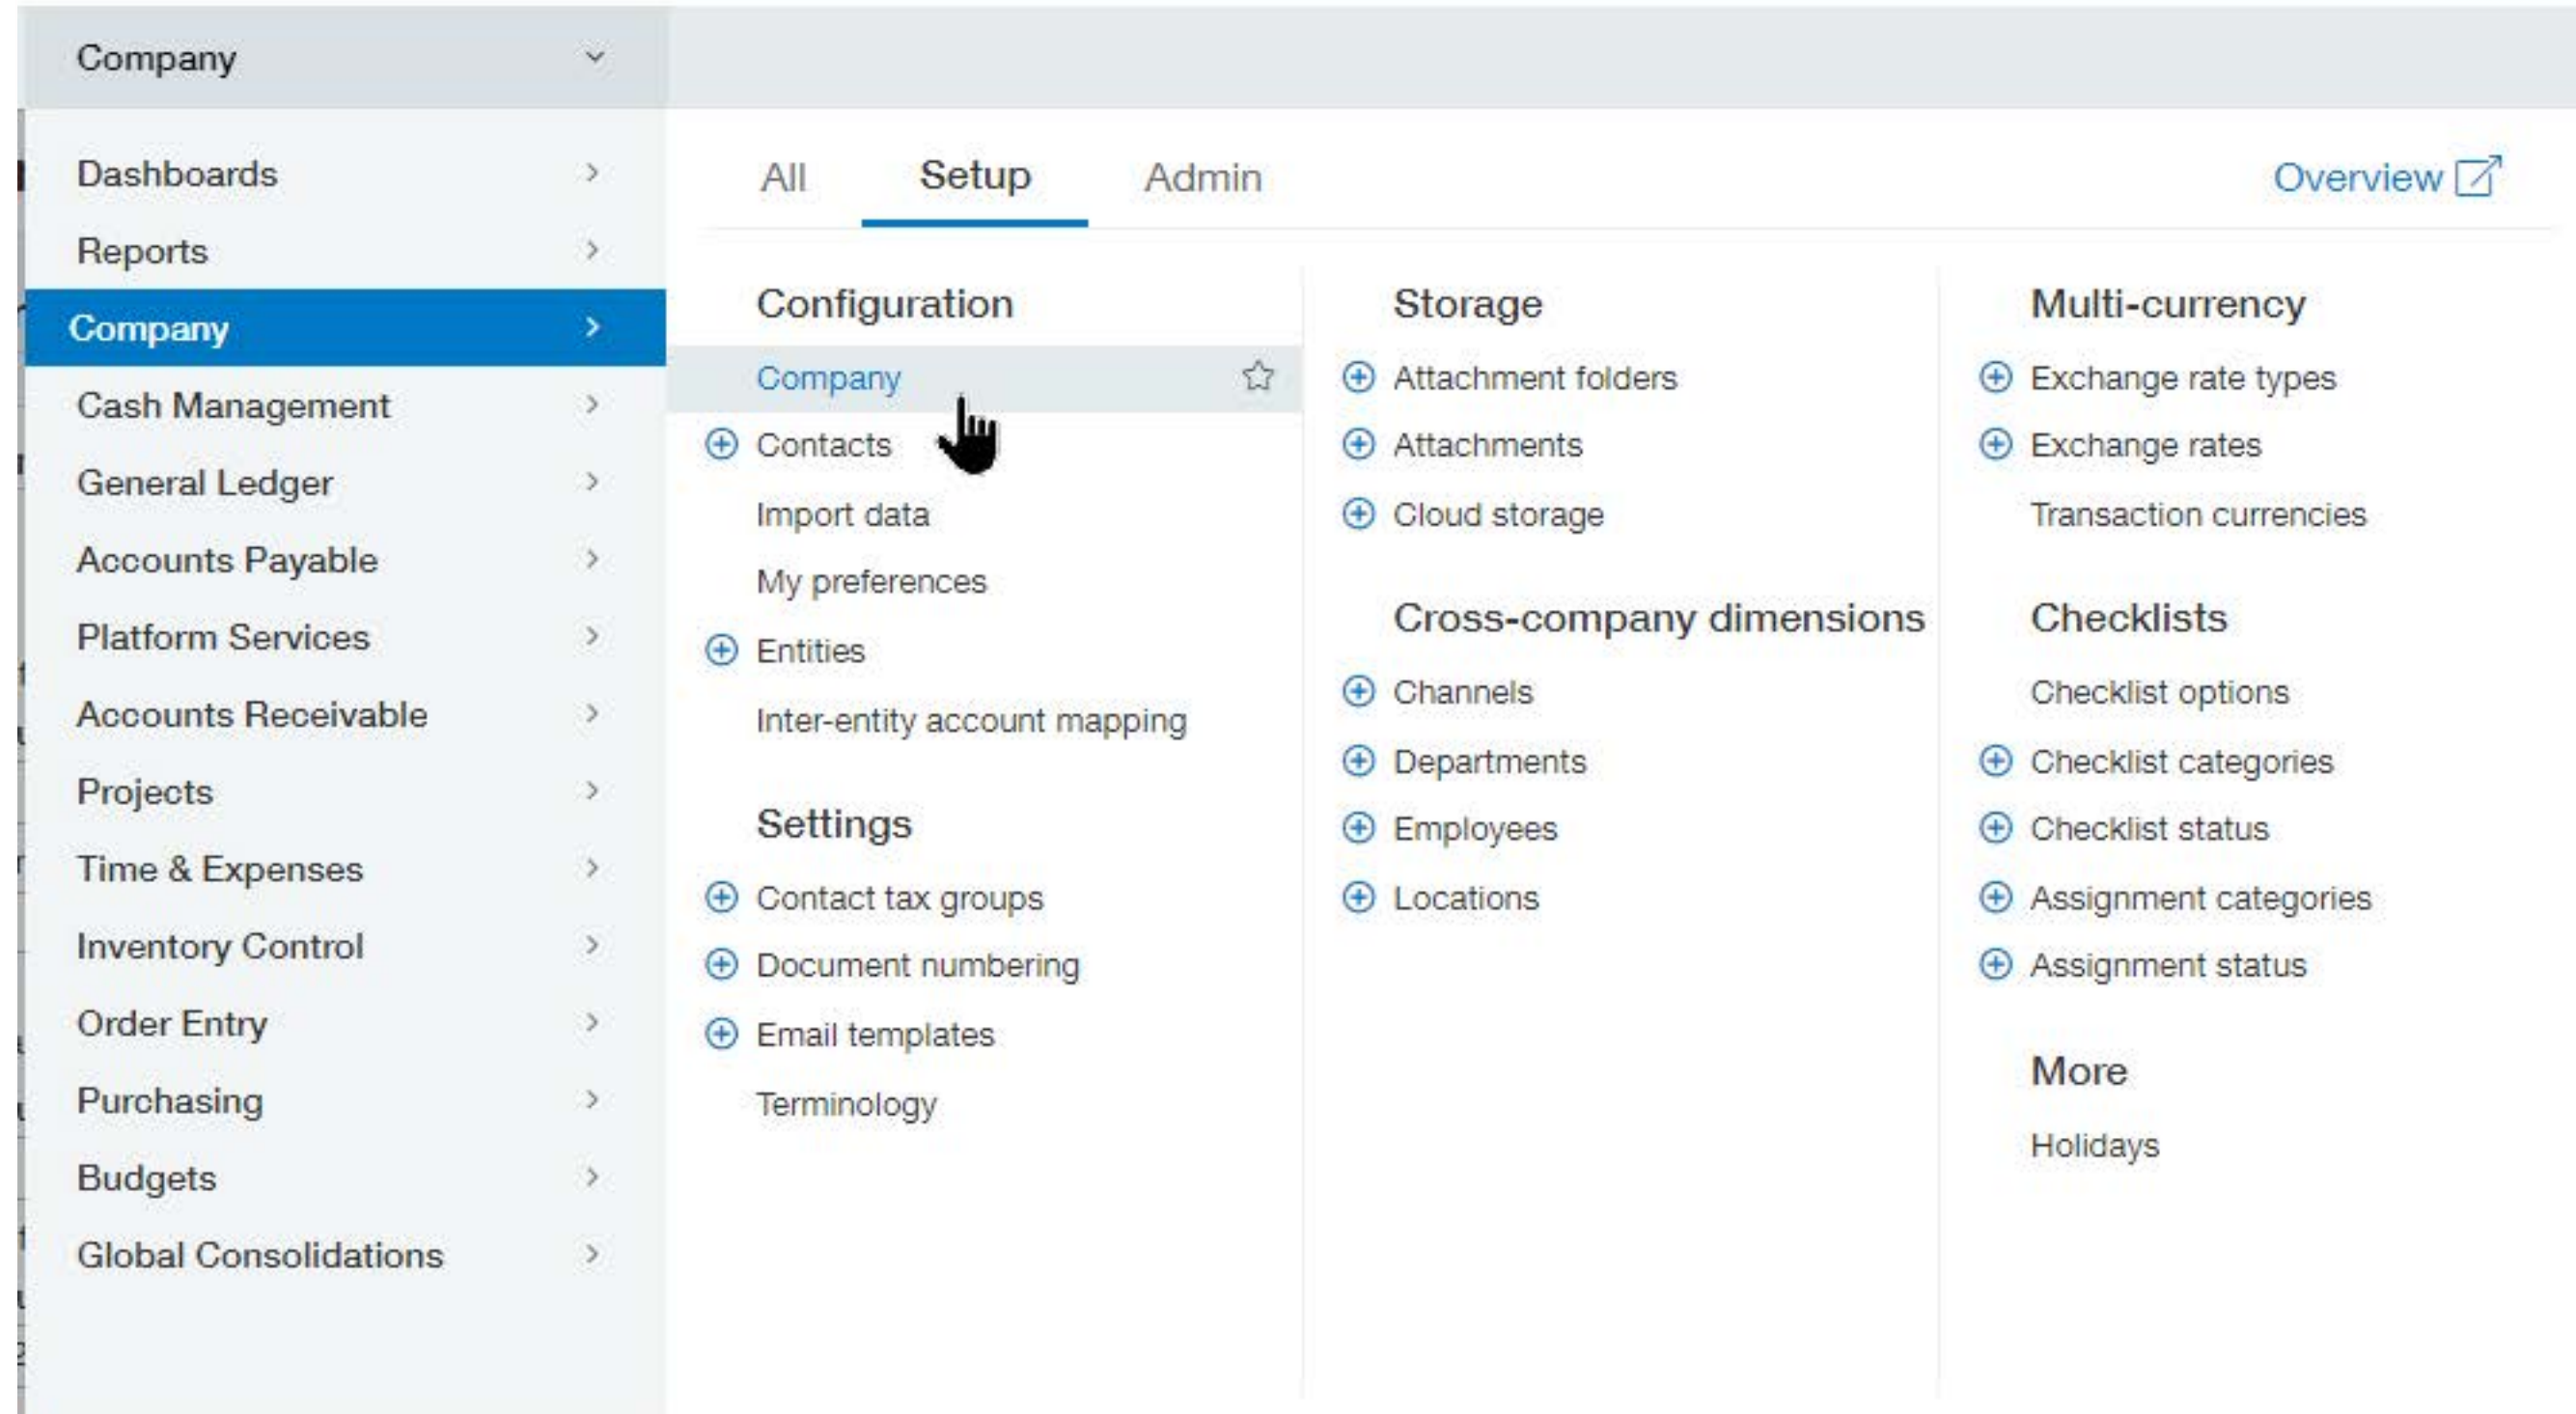 Company
Dashboards
Reports
Company
Cash Management
General Ledger
Accounts Payable
Platform Services
Accounts Receivable
Projects
Time & Expenses
Inventory Control
Order Entry
Purchasing
Budgets
Global Consolidations
All
Setup
Admin
Overview
Configuration
Company
Contacts
Import data
My preferences
Entities
Inter-entity account mapping
Settings
Contact tax groups
Document numbering
Email templates
Terminology
Storage
Attachment folders
Attachments
Cloud storage
Cross-company dimensions
Channels
Departments
Employees
Locations
Multi-currency
Exchange rate types
Exchange rates
Transaction currencies
Checklists
Checklist options
Checklist categories
Checklist status
Assignment categories
Assignment status
More
Holidays